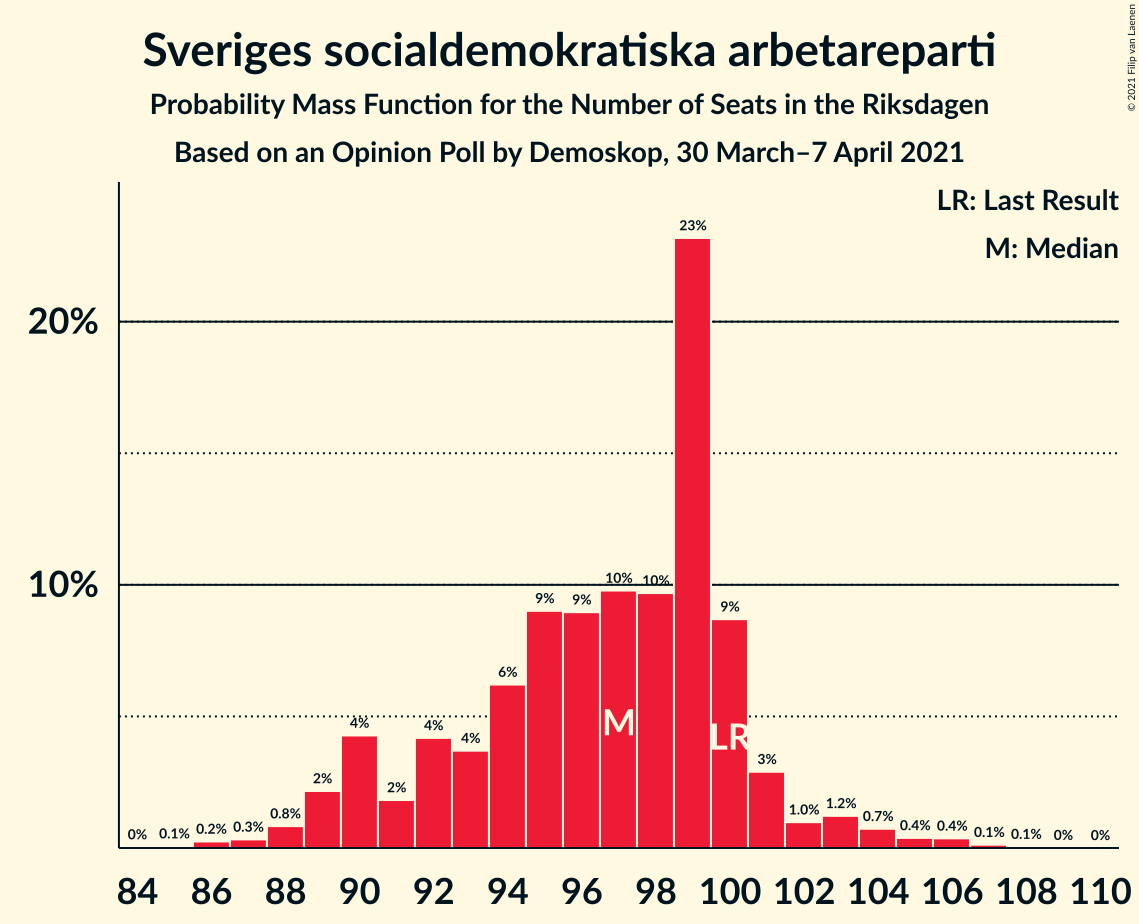 Sveriges socialdemokratiska arbetareparti
Probability Mass Function for the Number of Seats in the Riksdagen
Based on an Opinion Poll by Demoskop, 30 March–7 April 2021
© 2021 Filip van Laenen
LR: Last Result
M: Median
20%
10%
0% 0.1% 0.2% 0.3% 0.8% 2% 4% 2% 4% 4% 6% 9% 9% 10% 10% 23% 9% 3% 1.0% 1.2% 0.7% 0.4% 0.4% 0.1% 0.1% 0% 0%
M LR
84 86 88 90 92 94 96 98 100 102 104 106 108 110